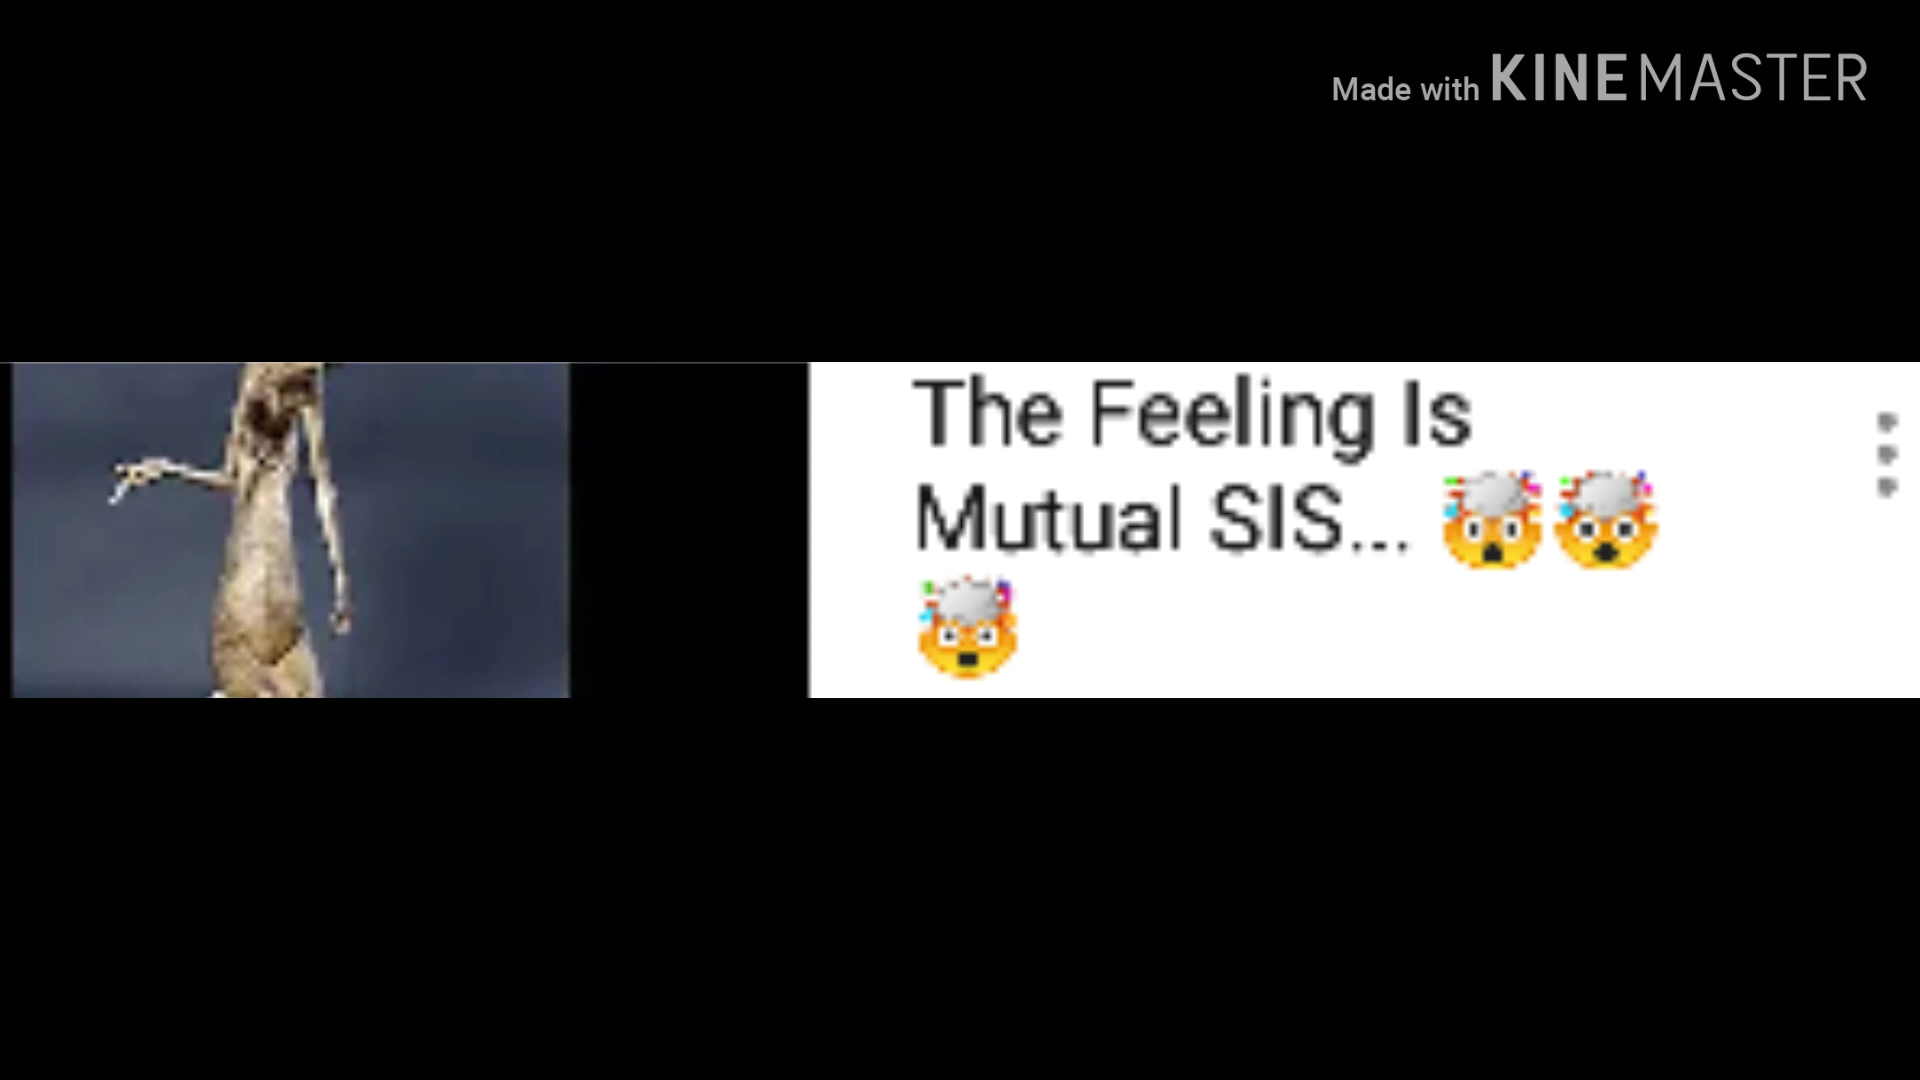 Made with KINEMASTER
The Feeling Is
Mutual SIS... 🤯🤯
🤯